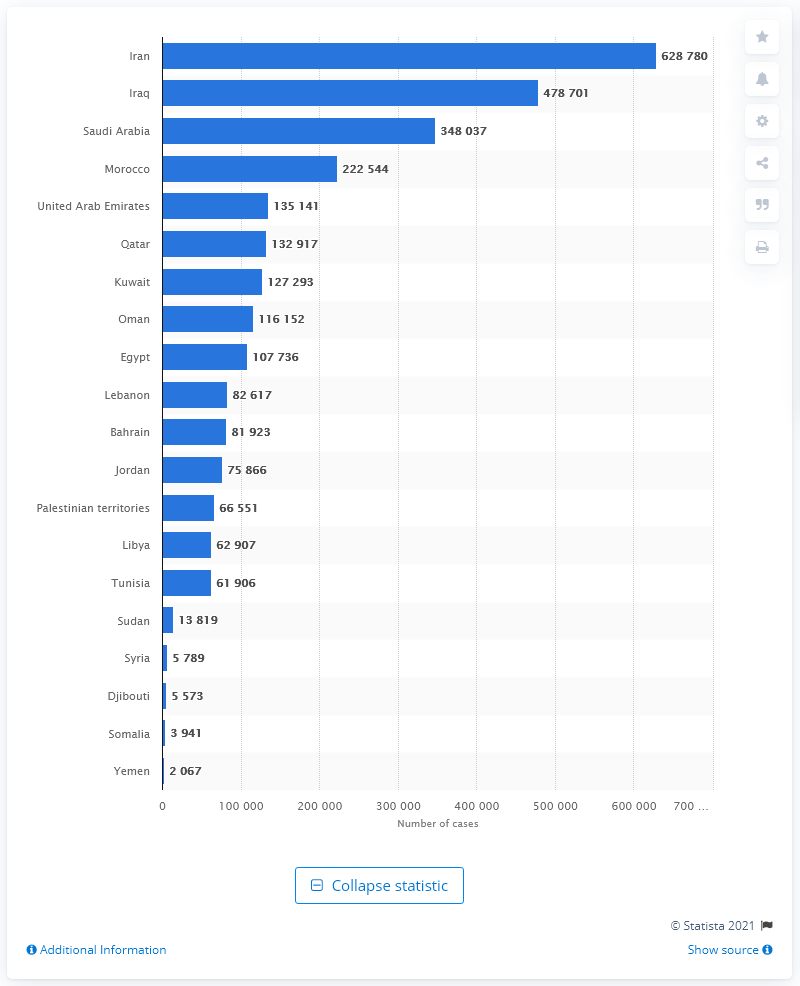 Iran 628 780
Iraq 478 701
Saudi Arabia 348 037
Morocco 222 544
United Arab Emirates 135 141
Qatar 132 917
Kuwait 127 293
Oman 116 152
Egypt 107 736
Lebanon 82 617
Bahrain 81 923
Jordan 75 866
Palestinian territories 66 551
Libya 62 907
Tunisia 61 906
Sudan 13 819
Syria 5 789
Djibouti 5 573
Somalia 3 941
Yemen 2 067
0 100 000 200 000 300 000 400 000 500 000 600 000 700 ...
Number of cases
Collapse statistic
© Statista 2021
Additional Information Show source